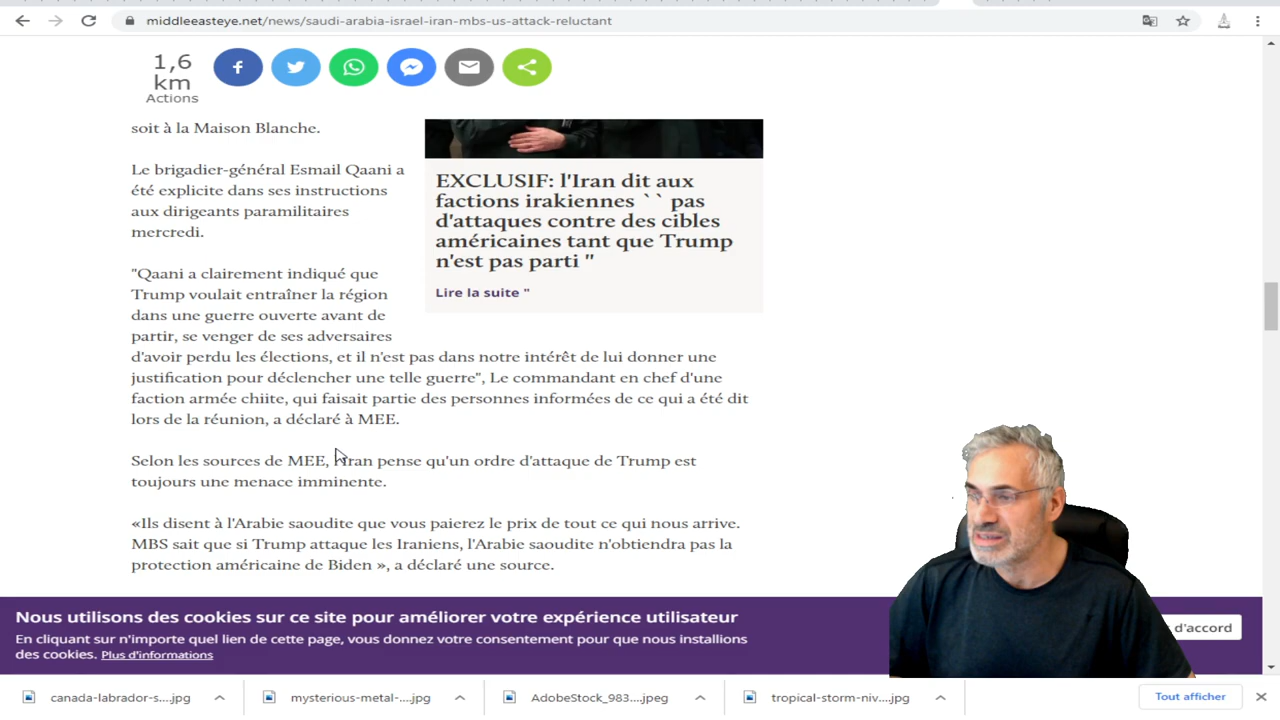 middleeasteye.net/news/saudi-arabia-israel-iran-mbs-us-attack-reluctant
1,6
km
Actions
soit à la Maison Blanche.
Le brigadier-général Esmail Qaani a
été explicite dans ses instructions
aux dirigeants paramilitaires
mercredi.
EXCLUSIF: l'Iran dit aux
factions irakiennes `` pas
d'attaques contre des cibles
américaines tant que Trump
n'est pas parti "
Lire la suite "
"Qaani a clairement indiqué que
Trump voulait entraîner la région
dans une guerre ouverte avant de
partir, se venger de ses adversaires
d'avoir perdu les élections, et il n'est pas dans notre intérêt de lui donner une
justification pour déclencher une telle guerre", Le commandant en chef d'une
faction armée chiite, qui faisait partie des personnes informées de ce qui a été dit
lors de la réunion, a déclaré à MEE.
Selon les sources de MEE, l'Iran pense qu'un ordre d'attaque de Trump est
toujours une menace imminente.
«Ils disent à l'Arabie saoudite que vous paierez le prix de tout ce qui nous arrive.
MBS sait que si Trump attaque les Iraniens, l'Arabie saoudite n'obtiendra pas la
protection américaine de Biden », a déclaré une source.
Nous utilisons des cookies sur ce site pour améliorer votre expérience utilisateur
En cliquant sur n'importe quel lien de cette page, vous donnez votre consentement pour que nous installions
des cookies. Plus d'informations
d'accord
canada-labrador-s....jpg
mysterious-metal-....jpg
AdobeStock_983....jpeg
tropical-storm-niv....jpg
Tout afficher